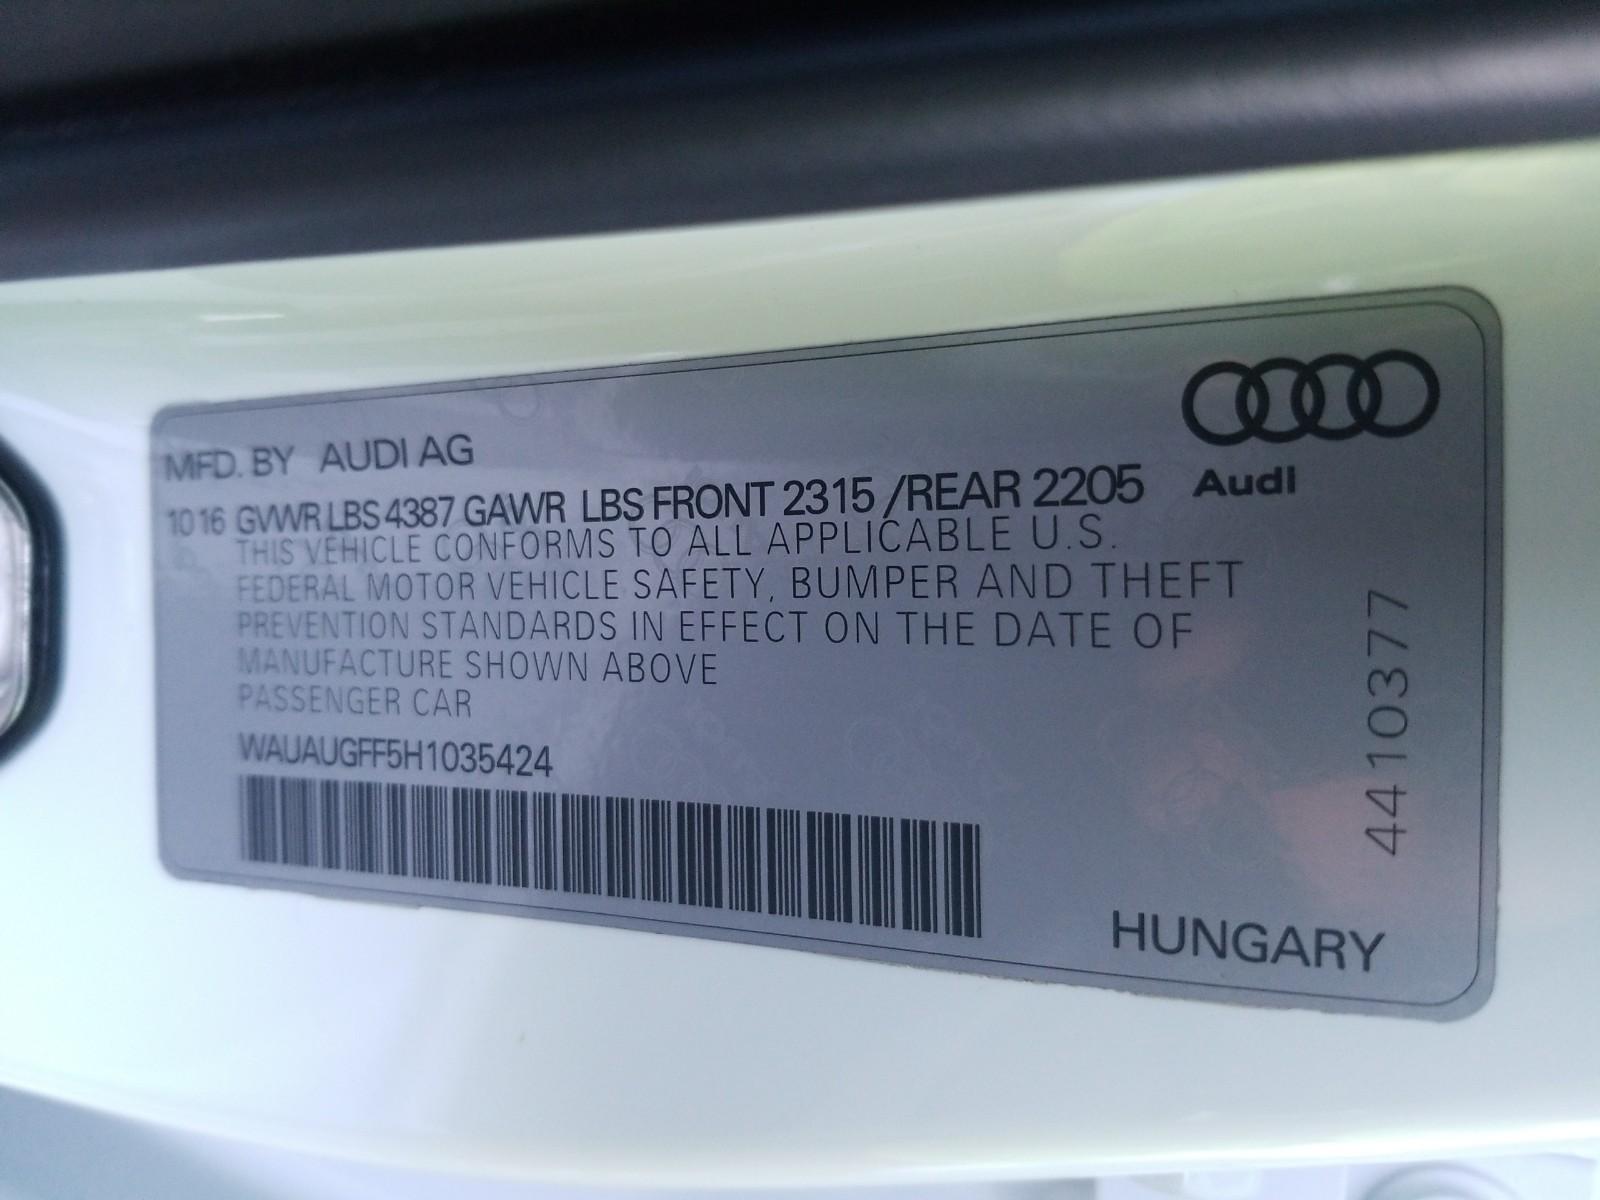 MFD. BY AUDI AG
10 16 GVWR LBS 4387 GAWR LBS FRONT 2315 /REAR 2205
THIS VEHICLE CONFORMS TO ALL APPLICABLE U.S.
FEDERAL MOTOR VEHICLE SAFETY, BUMPER AND THEFT
PREVENTION STANDARDS IN EFFECT ON THE DATE OF
MANUFACTURE SHOWN ABOVE
PASSENGER CAR
WAUAUGFF5H1035424
Audi
4410377
HUNGARY